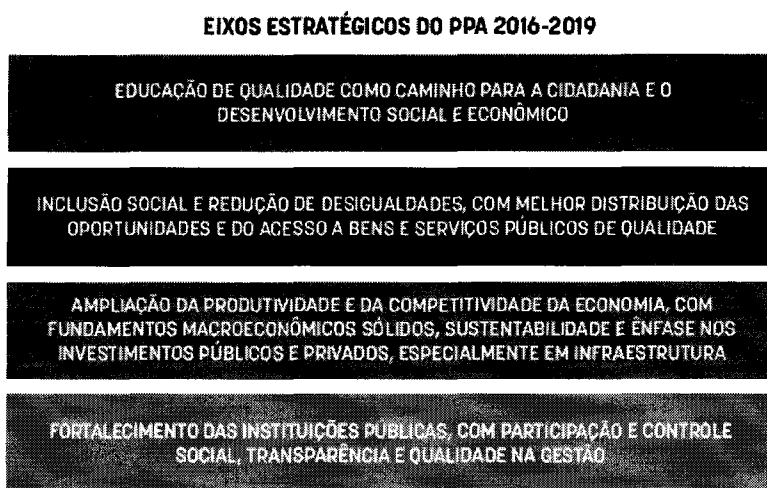 EIXOS ESTRATÉGICOS DO PPA 2016-2019
EDUCAÇÃO DE QUALIDADE COMO CAMINHO PARA A CIDADANIA E O
DESENVOLVIMENTO SOCIAL E ECONÔMICO
INCLUSÃO SOCIAL E REDUÇÃO DE DESIGUALDADES, COM MELHOR DISTRIBUIÇÃO DAS
OPORTUNIDADES E DO ACESSO A BENS E SERVIÇOS PÚBLICOS DE QUALIDADE
AMPLIAÇÃO DA PRODUTIVIDADE E DA COMPETITIVIDADE DA ECONOMIA, COM
FUNDAMENTOS MACROECONÔMICOS SÓLIDOS, SUSTENTABILIDADE E ÊNFASE NOS
INVESTIMENTOS PÚBLICOS E PRIVADOS, ESPECIALMENTE EM INFRAESTRUTURA
FORTALECIMENTO DAS INSTITUIÇÕES PÚBLICAS, COM PARTICIPAÇÃO E CONTROLE
SOCIAL, TRANSPARÊNCIA E QUALIDADE NA GESTÃO